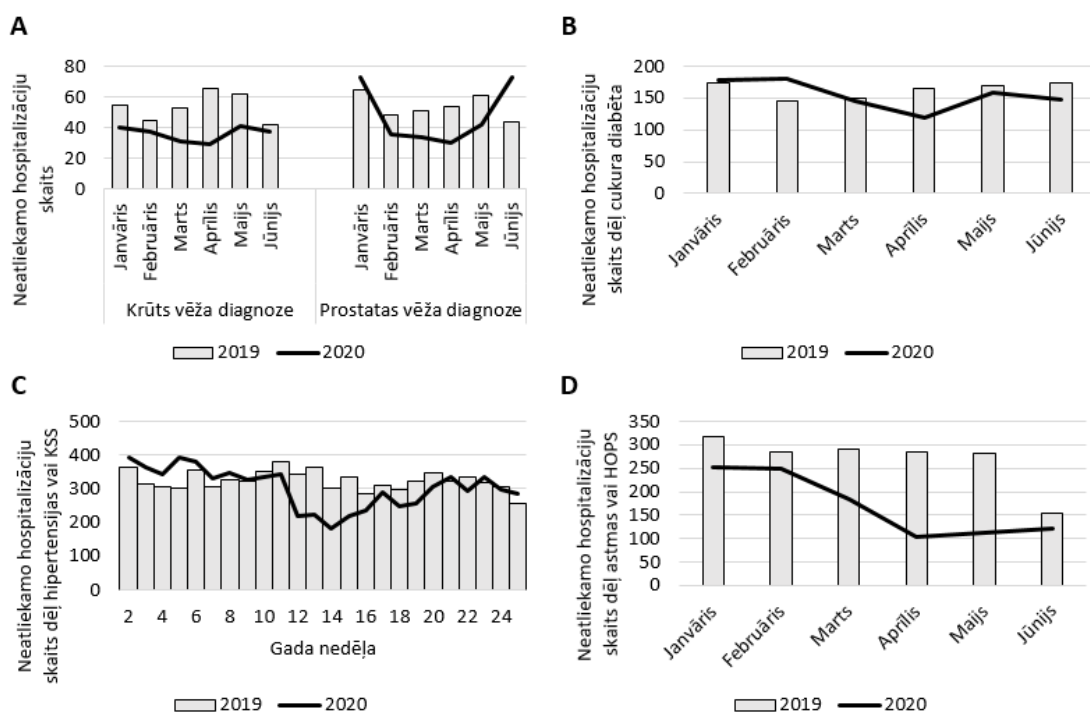 A
Neatliekamo hospitalizāciju
skaits
80
60
40
20
0
Janvāris
Februāris
Marts
Aprīlis
Maijs
Jūnijs
Janvāris
Februāris
Marts
Aprīlis
Maijs
Jūnijs
Krūts vēža diagnoze
Prostatas vēža diagnoze
2019
2020
B
Neatliekamo hospitalizāciju
skaits dēļ cukura diabēta
200
150
100
50
0
Janvāris
Februāris
Marts
Aprīlis
Maijs
Jūnijs
2019
2020
C
Neatliekamo hospitalizāciju
skaits dēļ hipertensijas vai KSS
500
400
300
200
100
0
2 4 6 8 10 12 14 16 18 20 22 24
Gada nedēļa
2019
2020
D
Neatliekamo hospitalizāciju
skaits dēļ astmas vai HOPS
350
300
250
200
150
100
50
0
Janvāris
Februāris
Marts
Aprīlis
Maijs
Jūnijs
2019
2020